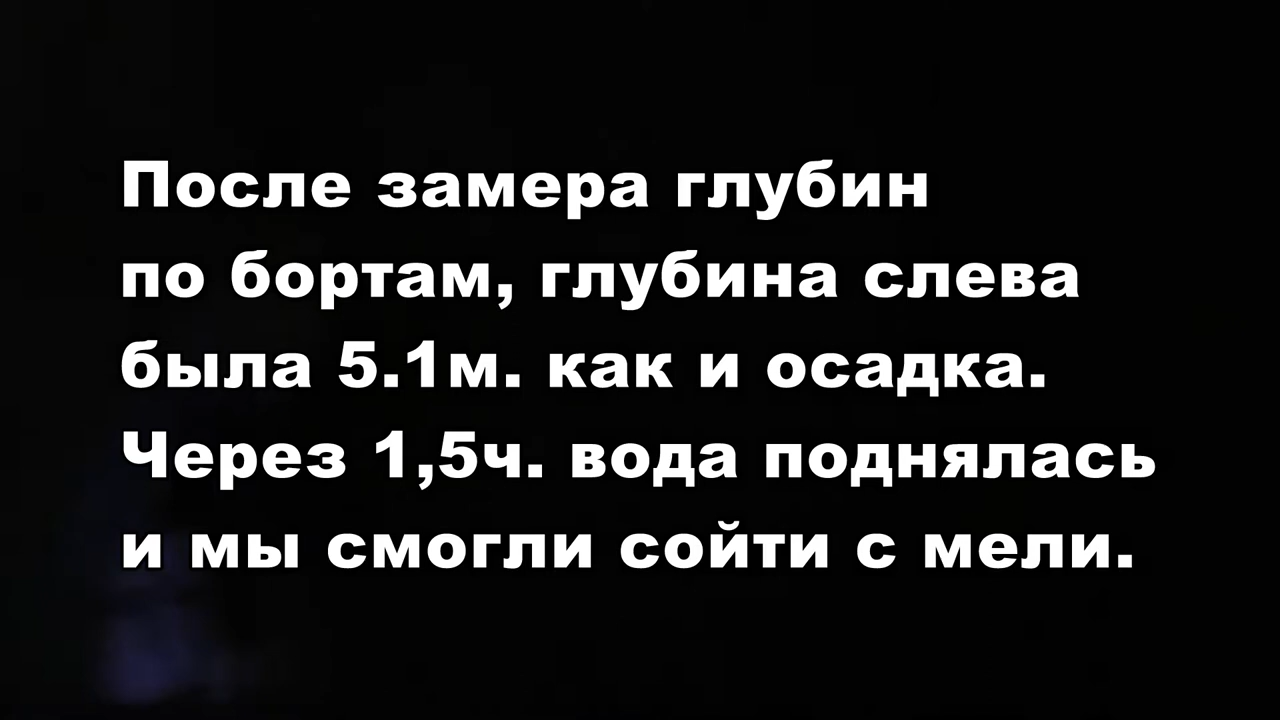 После замера глубин
по бортам, глубина слева
была 5.1м. как и осадка.
Через 1,5ч. вода поднялась
и мы смогли сойти с мели.